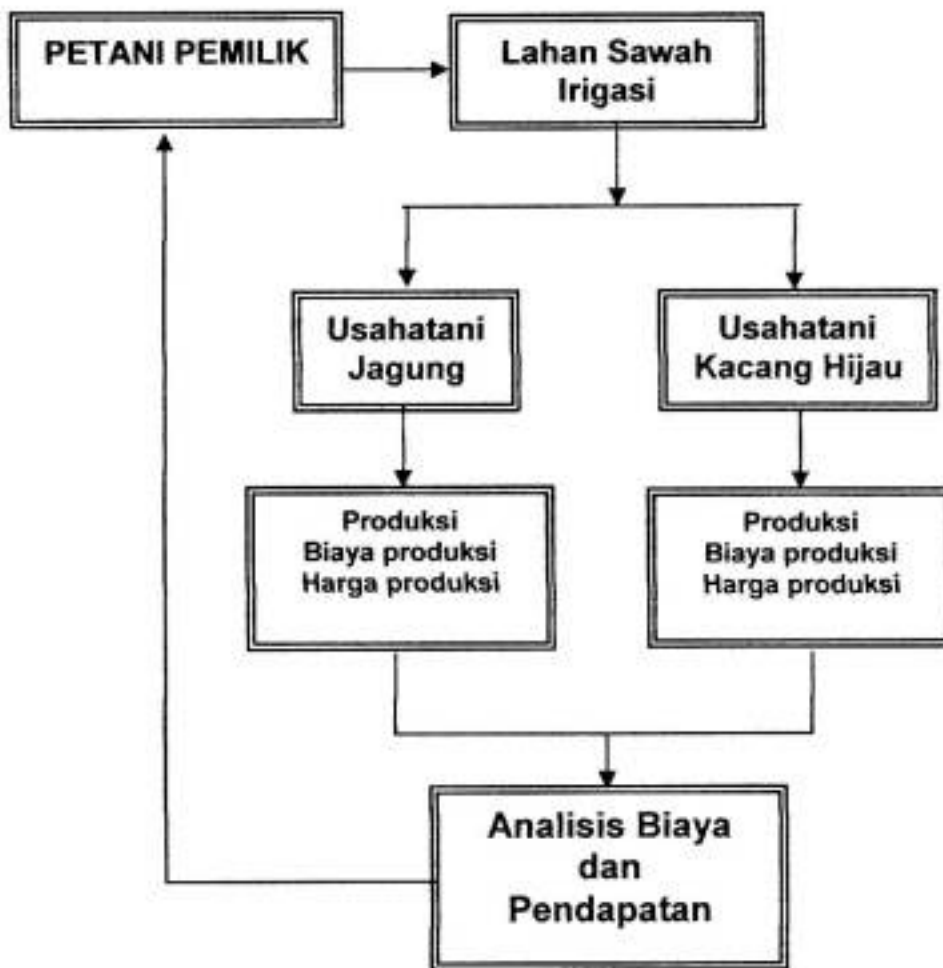 PETANI PEMILIK
Lahan Sawah
Irigasi
Usahatani
Jagung
Usahatani
Kacang Hijau
Produksi
Biaya produksi
Harga produksi
Produksi
Biaya produksi
Harga produksi
Analisis Biaya
dan
Pendapatan